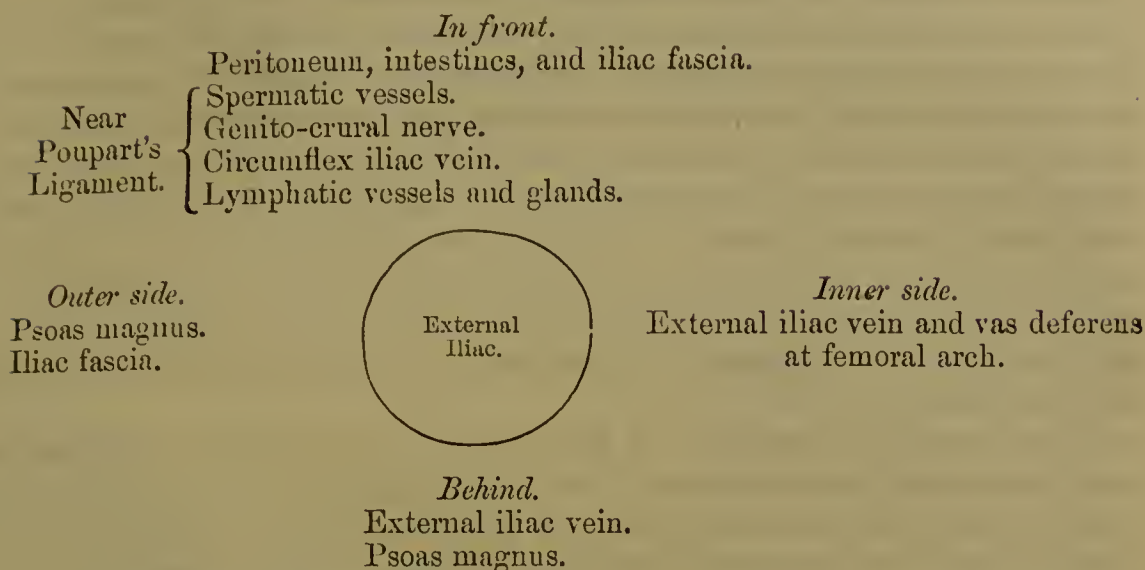 In front.
Peritoneum, intestines, and iliac fascia.
Near
Poupart's
Ligament.
Spermatic vessels.
Genito-crural nerve.
Circumflex iliac vein.
Lymphatic vessels and glands.
Outer side.
Psoas magnus.
Iliac fascia.
External
Iliac.
Inner side.
External iliac vein and vas deferens
at femoral arch.
Behind.
External iliac vein.
Psoas magnus.